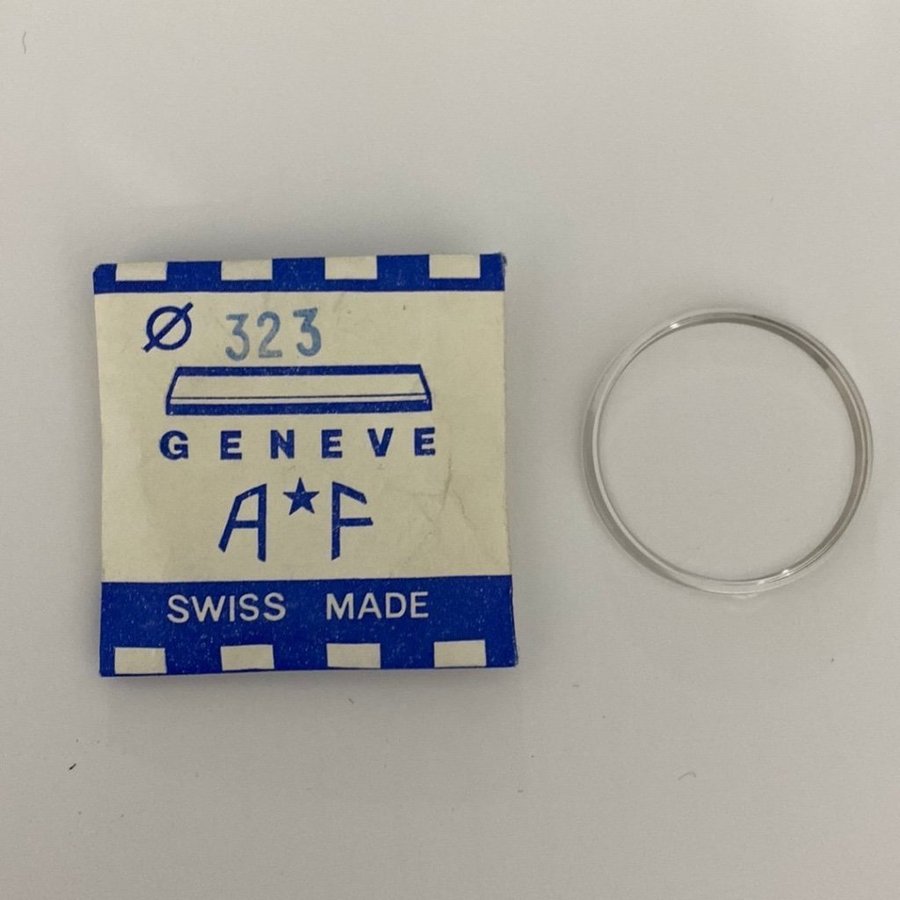 Ø 323
GENEVE
A★F
SWISS MADE